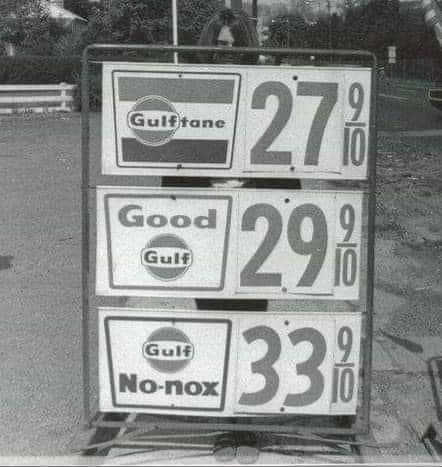 Gulftane 27 9/10
Good
Gulf 29 9/10
Gulf
No-nox 33 9/10